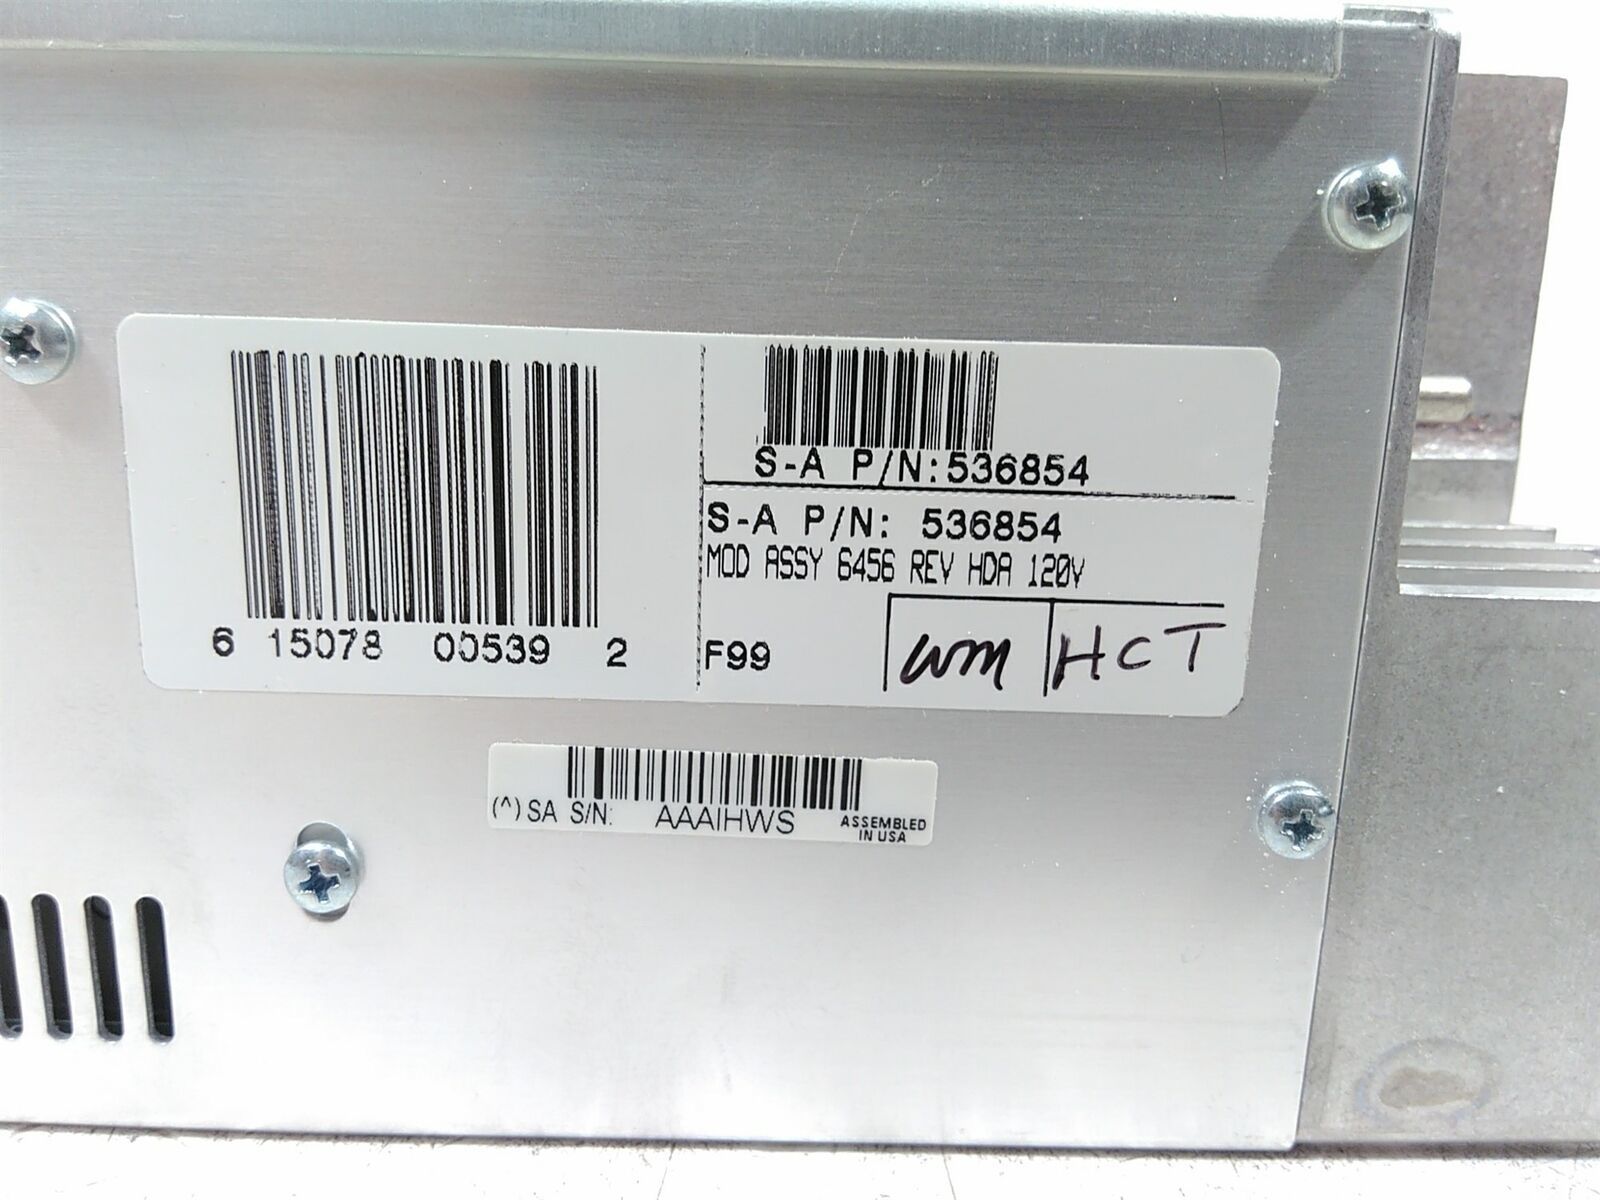 6 15078 00539 2
S-A P/N:536854
S-A P/N: 536854
MOD ASSY 6456 REV HDA 120V
F99
wm
HCT
(^) SA S/N: AAAIHWS
ASSEMBLED
IN USA